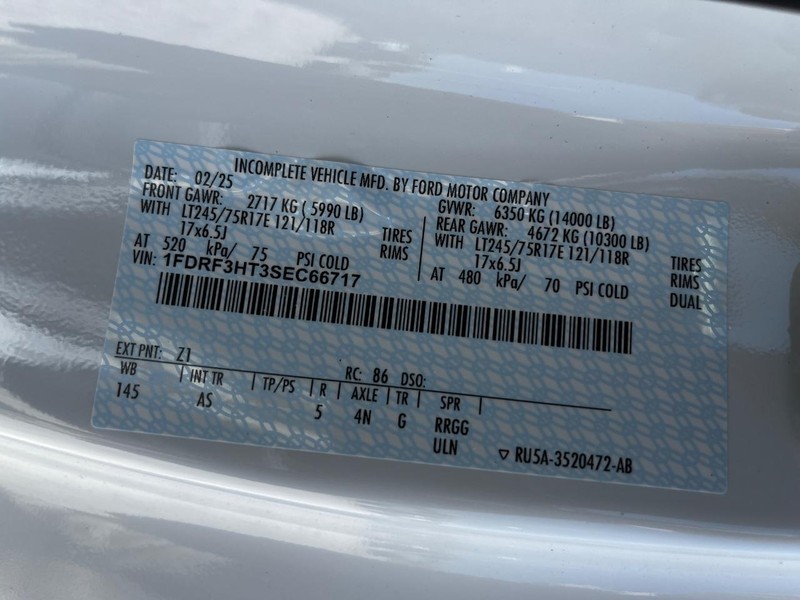 INCOMPLETE VEHICLE MFD. BY FORD MOTOR COMPANY
DATE: 02/25 GVWR: 6350 KG (14000 LB)
FRONT GAWR: 2717 KG ( 5990 LB) REAR GAWR: 4672 KG (10300 LB)
WITH LT245/75R17E 121/118R TIRES WITH LT245/75R17E 121/118R TIRES
17x6.5J RIMS 17x6.5J RIMS
AT 520 kPa/ 75 PSI COLD AT 480 kPa/ 70 PSI COLD DUAL
VIN: 1FDRF3HT3SEC66717
EXT PNT: Z1 RC: 86 DSO:
WB INT TR TP/PS R AXLE TR SPR
145 AS 5 4N G RRGG
ULN
RU5A-3520472-AB